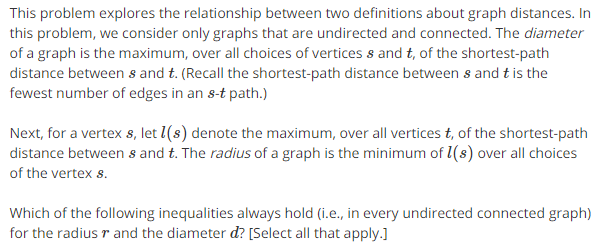 This problem explores the relationship between two definitions about graph distances. In
this problem, we consider only graphs that are undirected and connected. The diameter
of a graph is the maximum, over all choices of vertices s and t, of the shortest-path
distance between s and t. (Recall the shortest-path distance between s and t is the
fewest number of edges in an s-t path.)
Next, for a vertex s, let l(s) denote the maximum, over all vertices t, of the shortest-path
distance between s and t. The radius of a graph is the minimum of l(s) over all choices
of the vertex s.
Which of the following inequalities always hold (i.e., in every undirected connected graph)
for the radius r and the diameter d? [Select all that apply.]